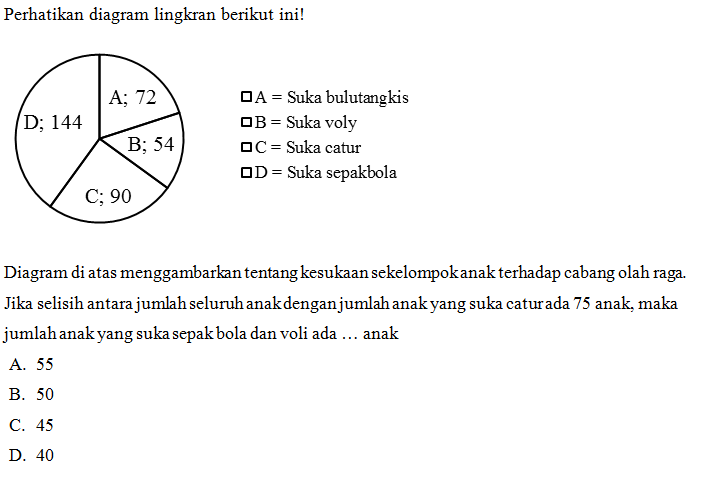 Perhatikan diagram lingkran berikut ini!
A; 72
D; 144
B; 54
C; 90
A = Suka bulutangkis
B = Suka voly
C = Suka catur
D = Suka sepakbola
Diagram di atas menggambarkan tentang kesukaan sekelompok anak terhadap cabang olah raga.
Jika selisih antara jumlah seluruh anak dengan jumlah anak yang suka catur ada 75 anak, maka
jumlah anak yang suka sepak bola dan voli ada … anak
A. 55
B. 50
C. 45
D. 40